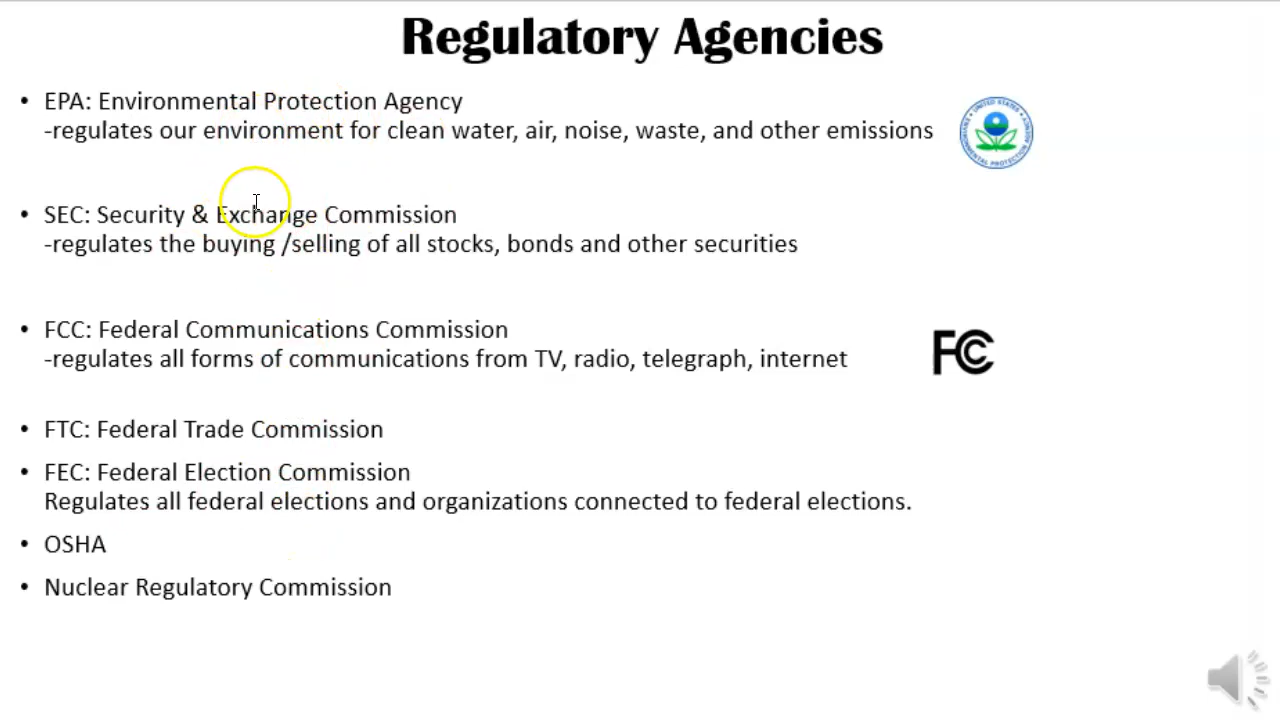 Regulatory Agencies
• EPA: Environmental Protection Agency
-regulates our environment for clean water, air, noise, waste, and other emissions
• SEC: Security & Exchange Commission
-regulates the buying /selling of all stocks, bonds and other securities
• FCC: Federal Communications Commission
-regulates all forms of communications from TV, radio, telegraph, internet
FCC
• FTC: Federal Trade Commission
• FEC: Federal Election Commission
Regulates all federal elections and organizations connected to federal elections.
• OSHA
• Nuclear Regulatory Commission